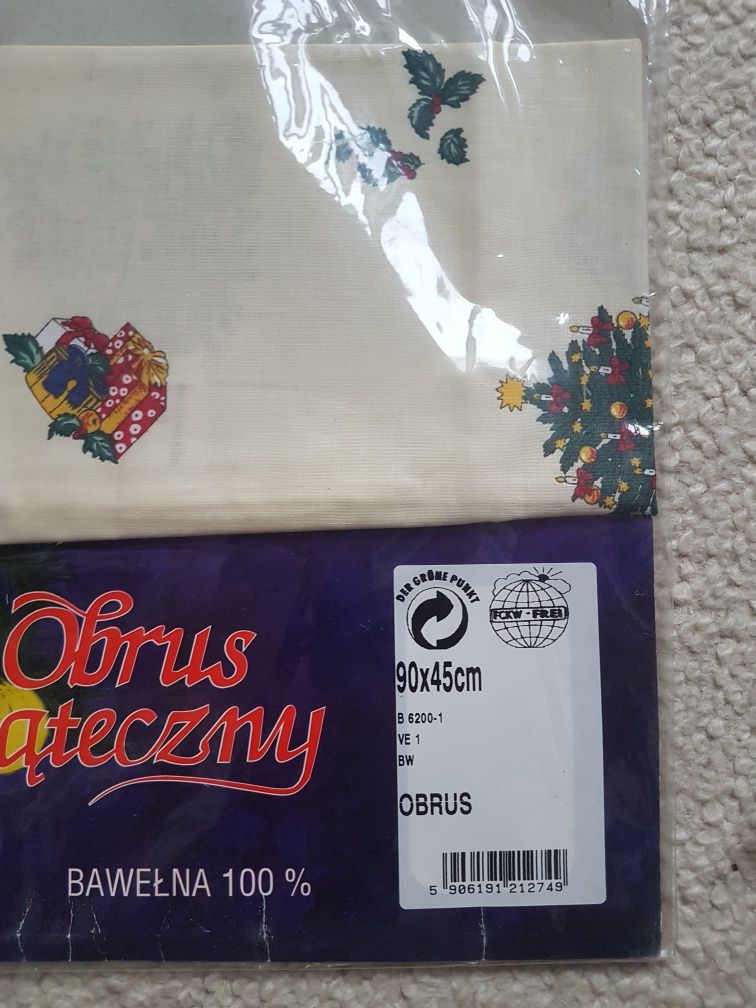 Obrus
ąteczny
BAWEŁNA 100 %
DER GRÜNE PUNKT
FCKW - FREI
90x45cm
B 6200-1
VE 1
BW
OBRUS
5 906191 212749